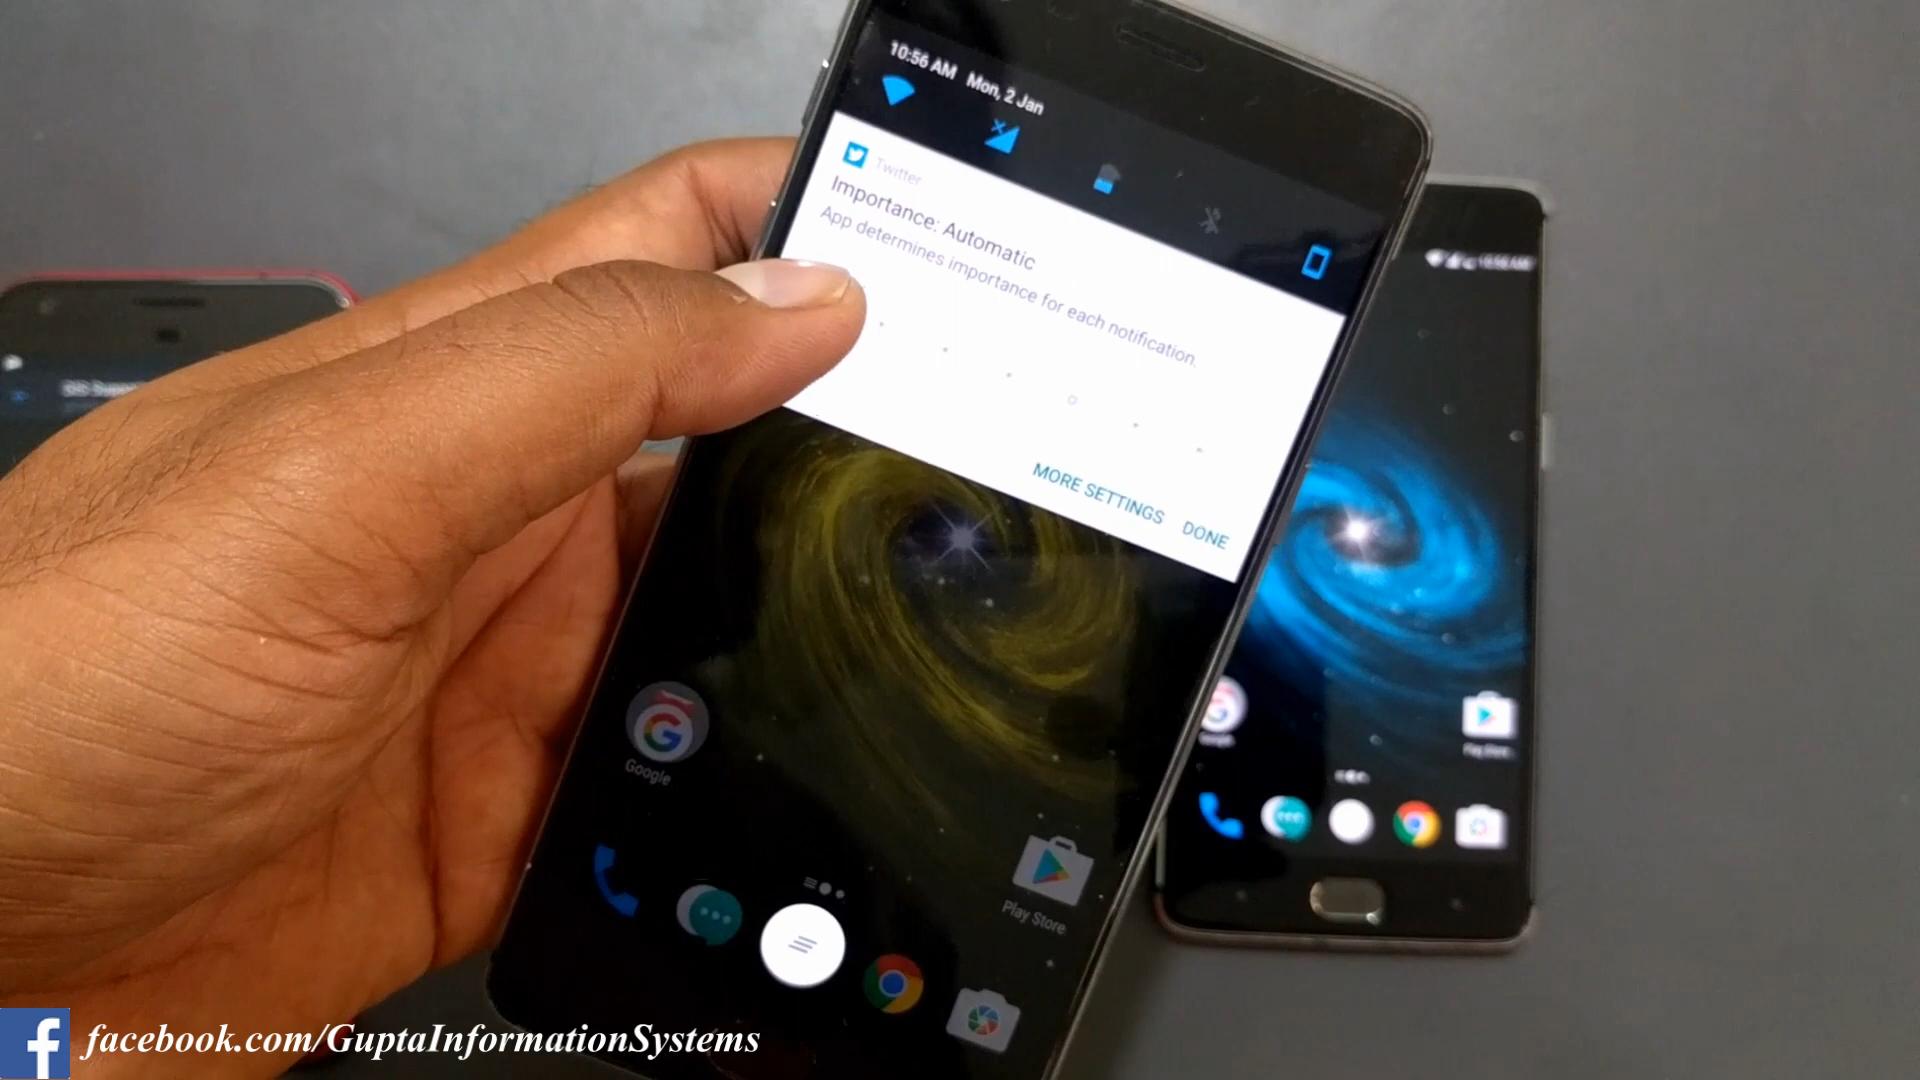 10:56 AM Mon, 2 Jan
Twitter
Importance: Automatic
App determines importance for each notification.
MORE SETTINGS DONE
Google
Play Store
facebook.com/GuptaInformationSystems